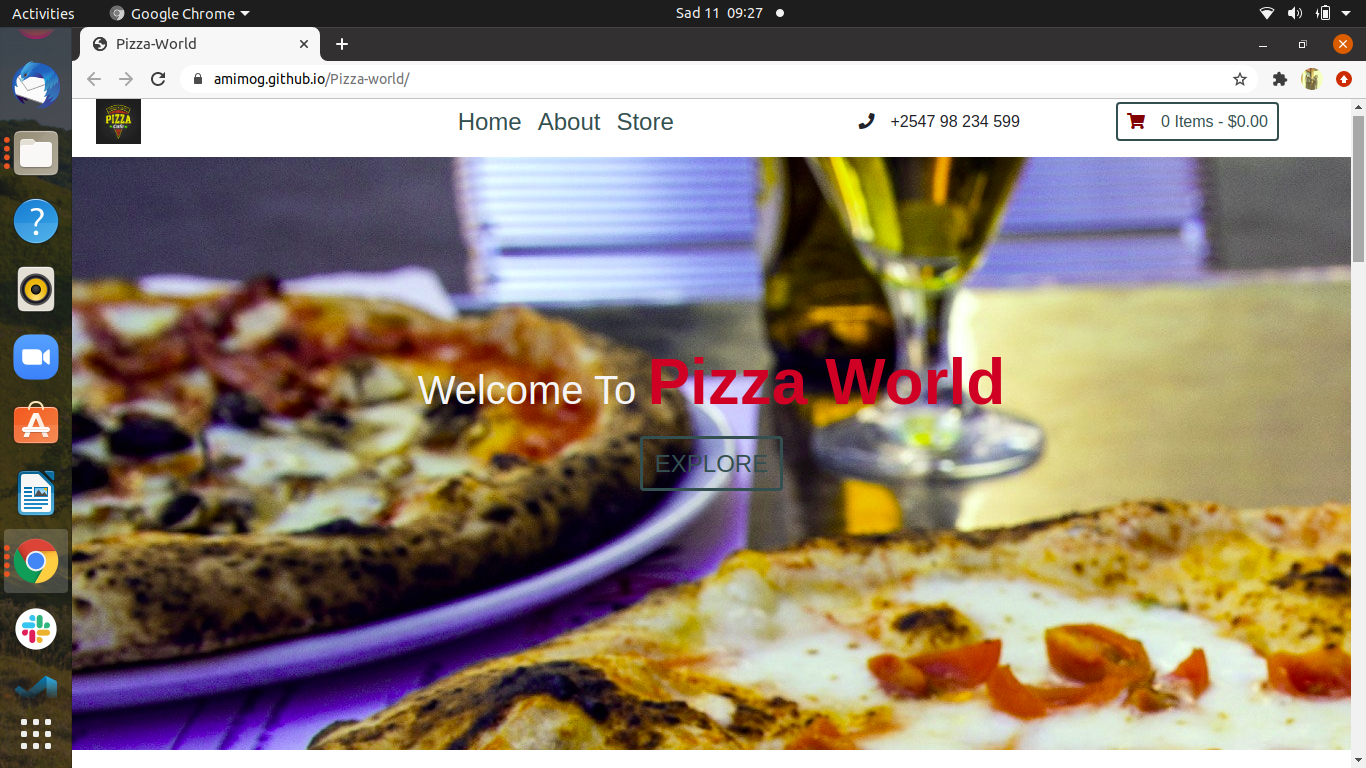 Activities
Google Chrome
Sad 11 09:27
Pizza-World
amimog.github.io/Pizza-world/
PIZZA
Cafe
Home About Store
+2547 98 234 599
0 Items - $0.00
Welcome To Pizza World
EXPLORE